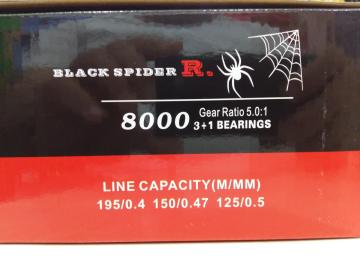 BLACK SPIDER R.
8000 Gear Ratio 5.0:1
3+1 BEARINGS
LINE CAPACITY(M/MM)
195/0.4 150/0.47 125/0.5